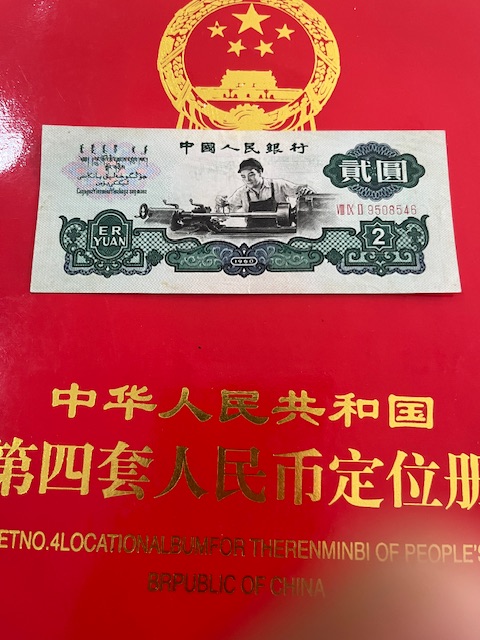 中國人民銀行
貳圓
VIII IX II 9508546
ER
YUAN
2
1960
中华人民共和国
第四套人民币定位册
ETNO.4LOCATIONALBUMFOR THERENMINBI OF PEOPLE'S
BRPUBLIC OF CHINA